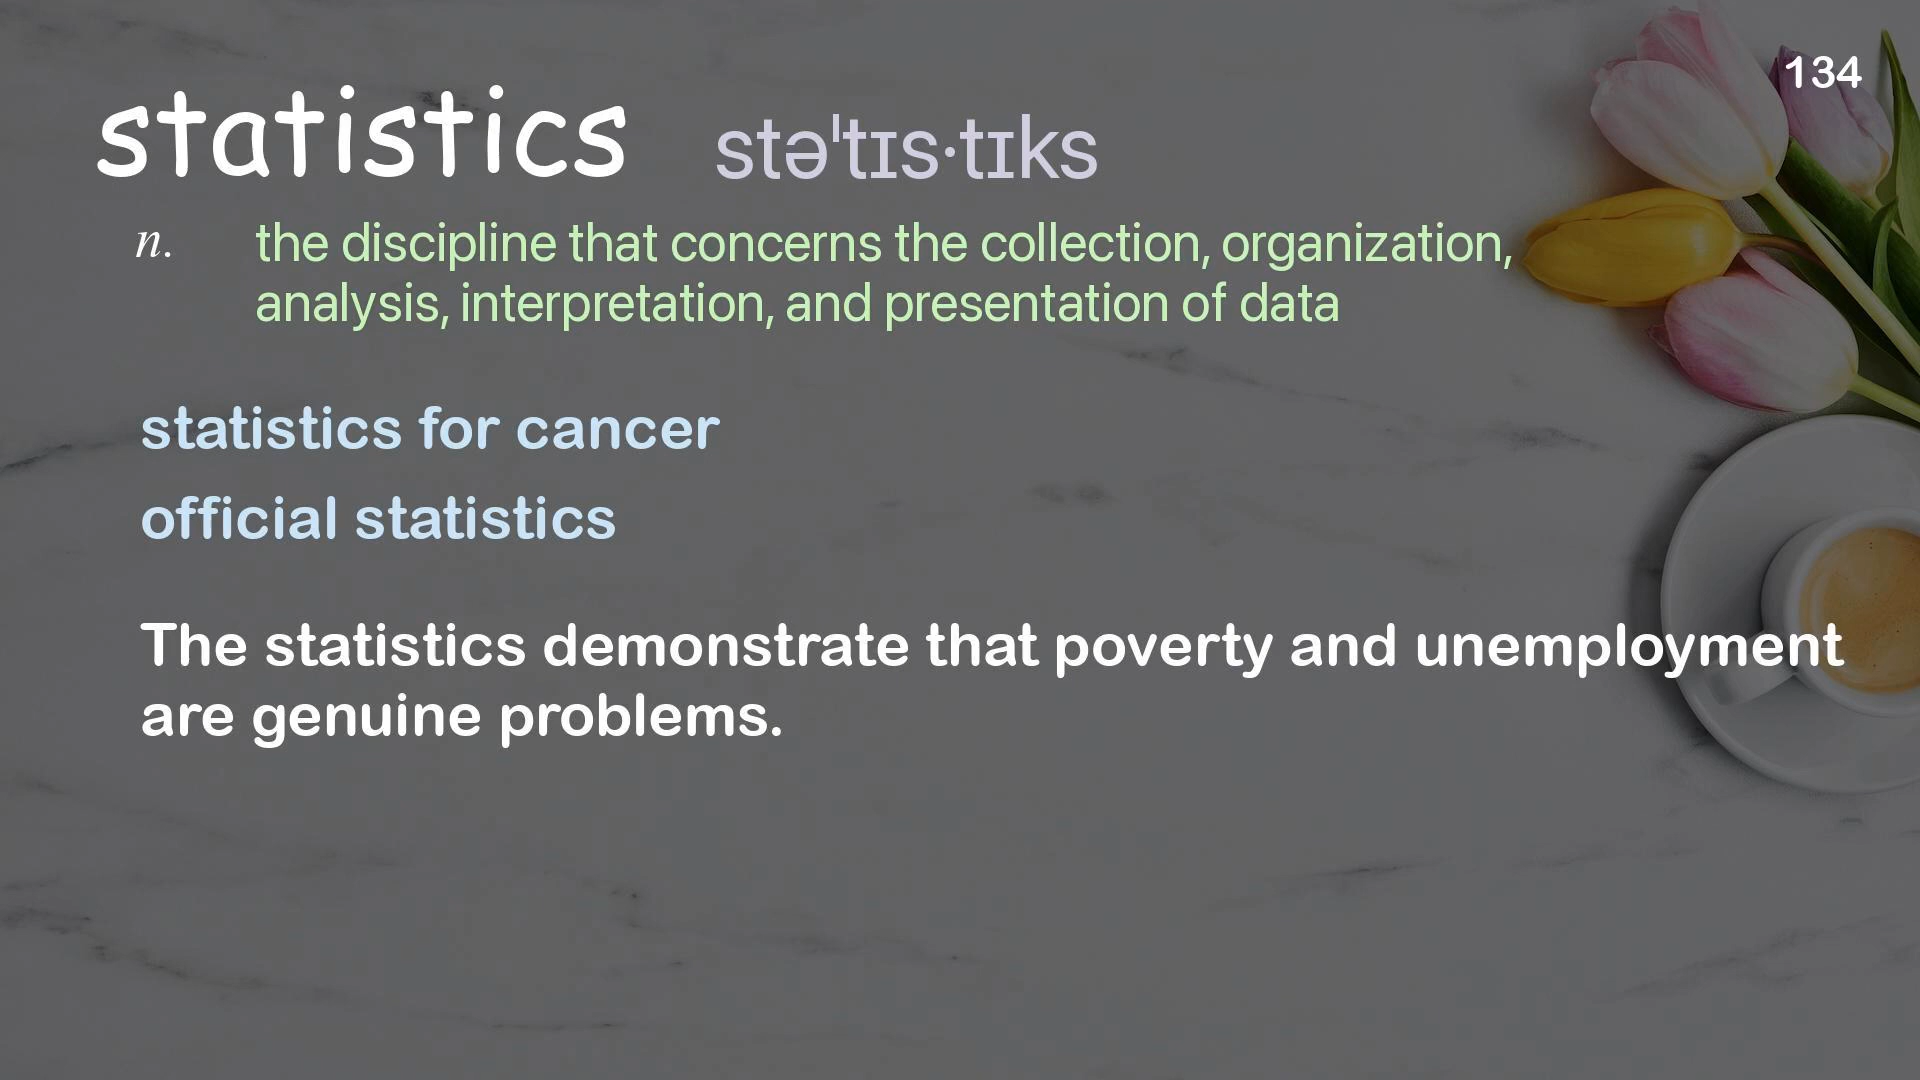 134
statistics stəˈtɪs·tɪks
n. the discipline that concerns the collection, organization,
analysis, interpretation, and presentation of data
statistics for cancer
official statistics
The statistics demonstrate that poverty and unemployment
are genuine problems.